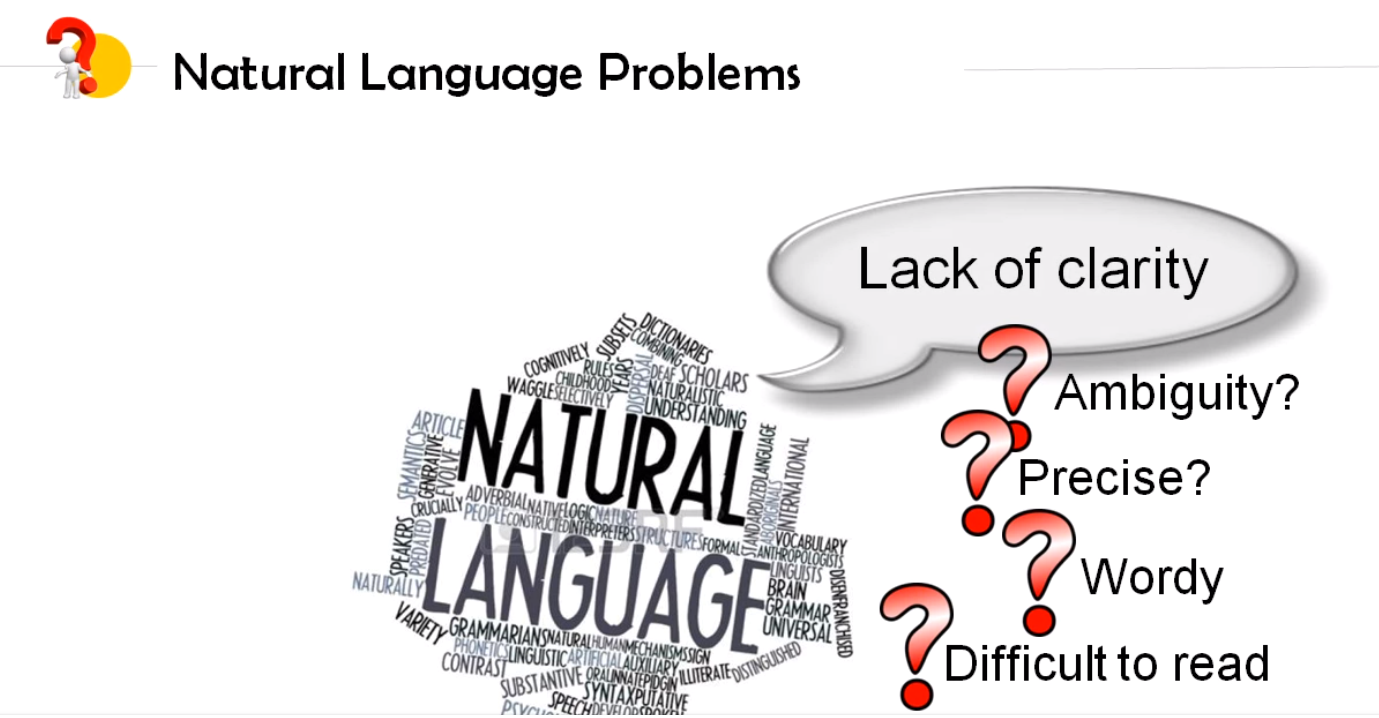 Natural Language Problems
Lack of clarity
Ambiguity?
Precise?
Wordy
Difficult to read
DICTIONARIES
SUBSETS
COMBINING
COGNITIVELY
RULES
YEARS
DISPERSAL
DEAF SCHOLARS
CHILDHOODS
NATURALISTIC
WAGGLE SELECTIVELY
UNDERSTANDING
ARTICLE
NATURAL
SEMANTICS
GENERATIVE
EVOLVE
STANDARDIZED LANGUAGE
ABORIGINALS
INTERNATIONAL
CRUCIALLY
ADVERBIAL NATIVE LOGIC NATURE
PEOPLE CONSTRUCTED INTERPRETERS STRUCTURES FORMAL
SPEAKERS
PREDATED
VOCABULARY
ANTHROPOLOGISTS
LANGUAGE
LINGUISTS
BRAIN
GRAMMAR
UNIVERSAL
DISENFRANCHISED
NATURALLY
VARIETY
GRAMMARIANS NATURAL HUMAN MECHANISMS SIGN
PHONETICS LINGUISTIC ARTIFICIAL AUXILIARY ILLITERATE DISTINGUISHED
CONTRAST
SUBSTANTIVE ORAL INNATE PIDGIN
SYNTAX PUTATIVE
SPEECH